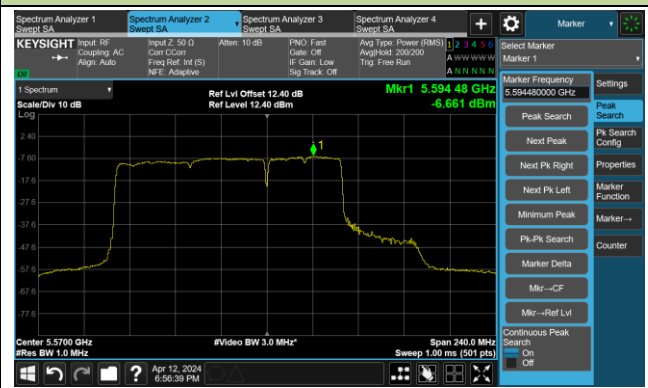 Spectrum Analyzer 1
Swept SA
Spectrum Analyzer 2
Swept SA
Spectrum Analyzer 3
Swept SA
Spectrum Analyzer 4
Swept SA
+
Marker
KEYSIGHT
Input: RF
Coupling: AC
Align: Auto
Input Z: 50 Ω
Corr CCorr
Freq Ref: Int (S)
NFE: Adaptive
Atten: 10 dB
PNO: Fast
Gate: Off
IF Gain: Low
Sig Track: Off
Avg Type: Power (RMS)
Avg|Hold: 200/200
Trig: Free Run
1 2 3 4 5 6
A W W W W W
A N N N N N
LXI
Select Marker
Marker 1
1 Spectrum
Scale/Div 10 dB
Log
Ref Lvl Offset 12.40 dB
Ref Level 12.40 dBm
Mkr1 5.594 48 GHz
-6.661 dBm
1
2.40
-7.60
-17.6
-27.6
-37.6
-47.6
-57.6
-67.6
-77.6
Center 5.5700 GHz
#Res BW 1.0 MHz
#Video BW 3.0 MHz*
Span 240.0 MHz
Sweep 1.00 ms (501 pts)
Marker Frequency
5.594480000 GHz
Peak Search
Next Peak
Next Pk Right
Next Pk Left
Minimum Peak
Pk-Pk Search
Marker Delta
Mkr→CF
Mkr→Ref Lvl
Continuous Peak
Search
On
Off
Settings
Peak
Search
Pk Search
Config
Properties
Marker
Function
Marker→
Counter
?
Apr 12, 2024
6:56:39 PM